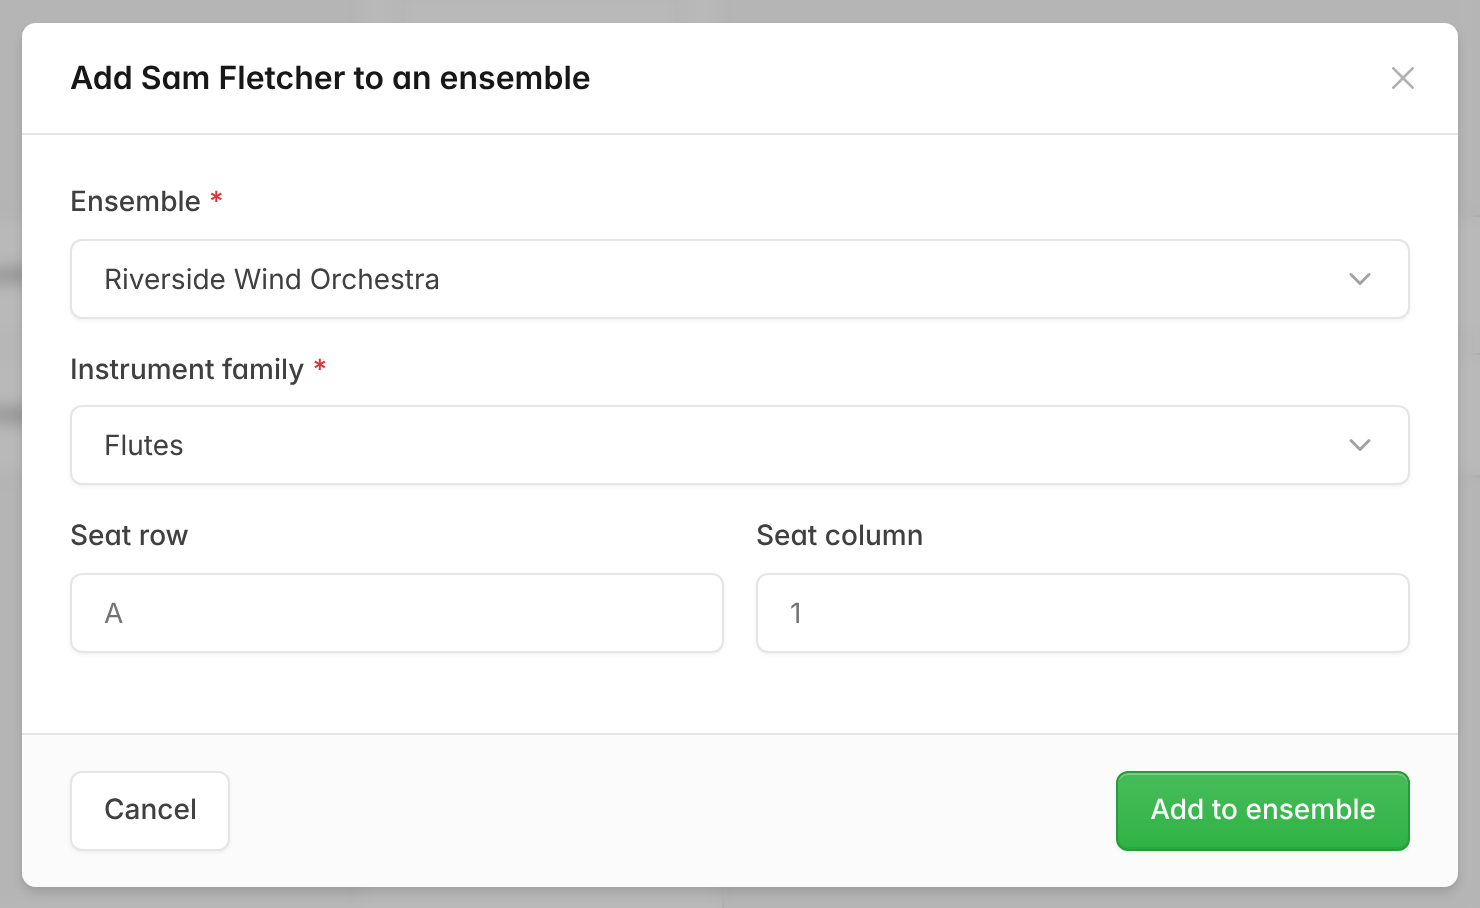 Add Sam Fletcher to an ensemble
Ensemble *
Riverside Wind Orchestra
Instrument family *
Flutes
Seat row
Seat column
A
1
Cancel
Add to ensemble